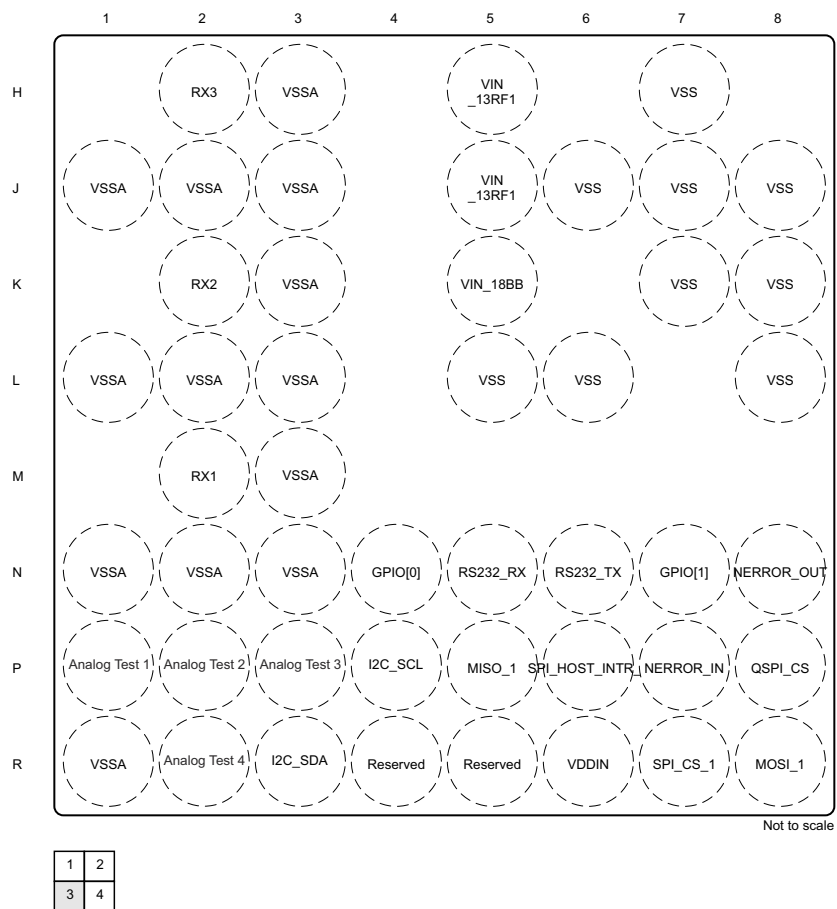 1 2 3 4 5 6 7 8
H RX3 VSSA VIN _13RF1 VSS
J VSSA VSSA VSSA VIN _13RF1 VSS VSS VSS
K RX2 VSSA VIN_18BB VSS VSS
L VSSA VSSA VSSA VSS VSS VSS
M RX1 VSSA
N VSSA VSSA VSSA GPIO[0] RS232_RX RS232_TX GPIO[1] NERROR_OUT
P Analog Test 1 Analog Test 2 Analog Test 3 I2C_SCL MISO_1 SPI_HOST_INTR_ NERROR_IN QSPI_CS
R VSSA Analog Test 4 I2C_SDA Reserved Reserved VDDIN SPI_CS_1 MOSI_1
Not to scale
1 2
3 4